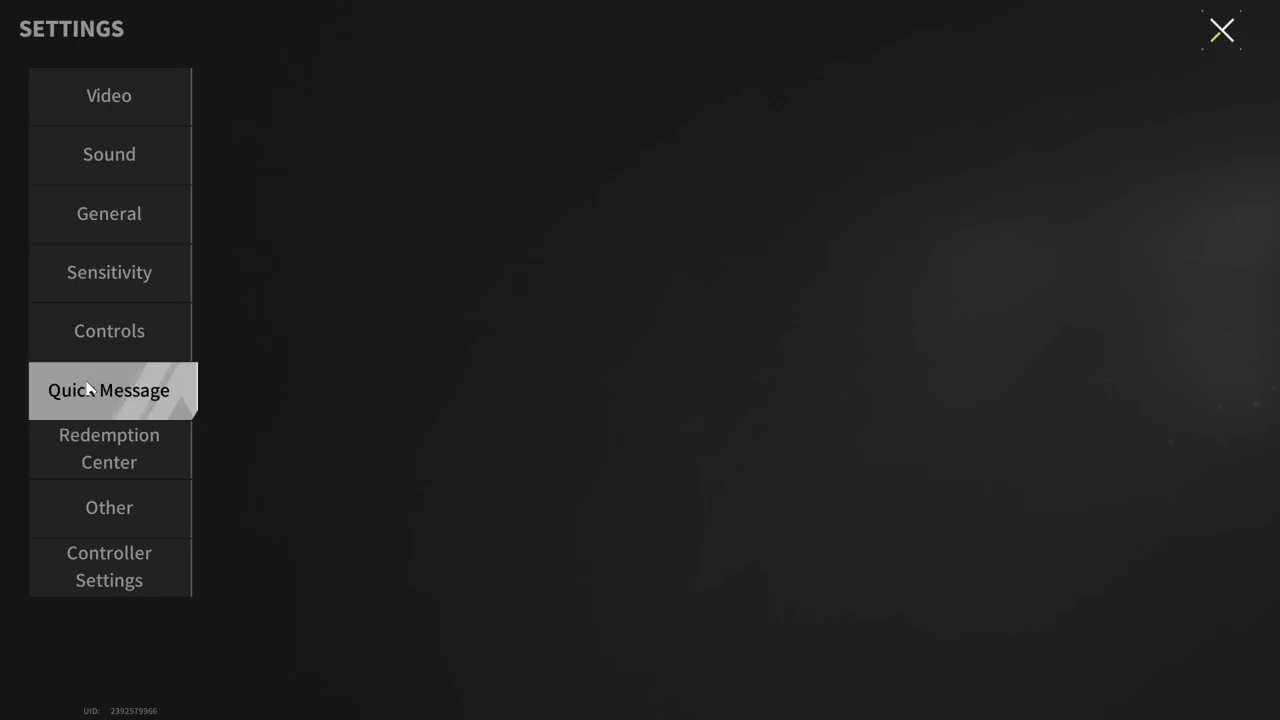 SETTINGS
Video
Sound
General
Sensitivity
Controls
Quick Message
Redemption
Center
Other
Controller
Settings
UID: 2392579966